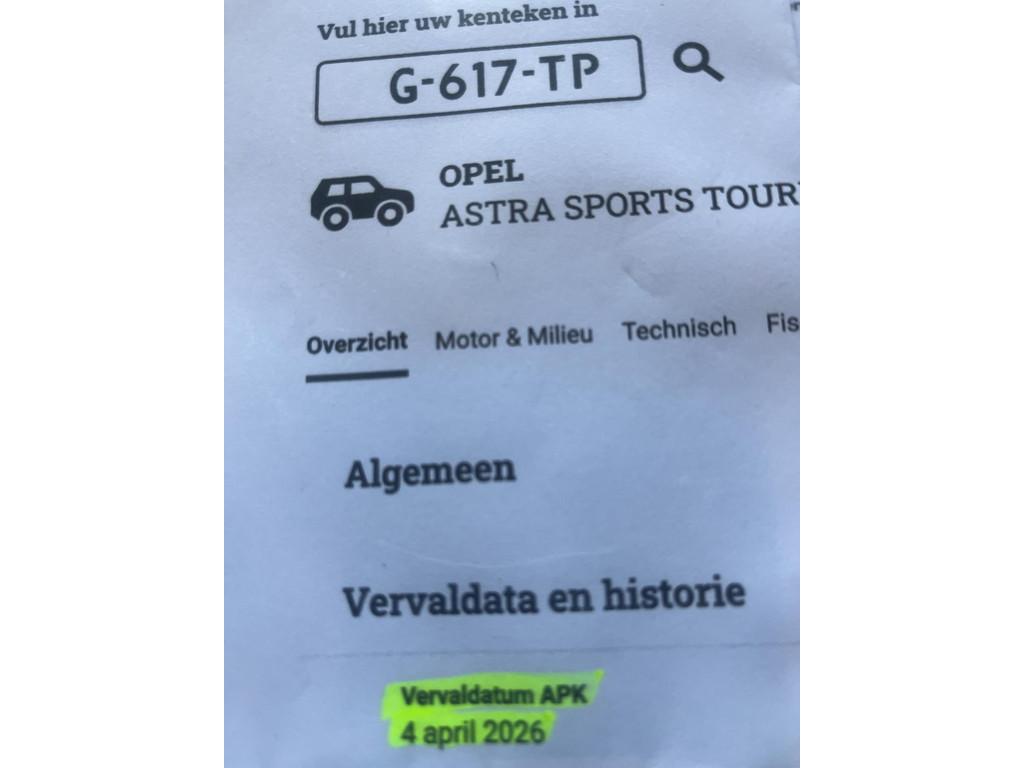 Vul hier uw kenteken in
G-617-TP
OPEL
ASTRA SPORTS TOUR
Overzicht Motor & Milieu Technisch Fis
Algemeen
Vervaldata en historie
Vervaldatum APK
4 april 2026